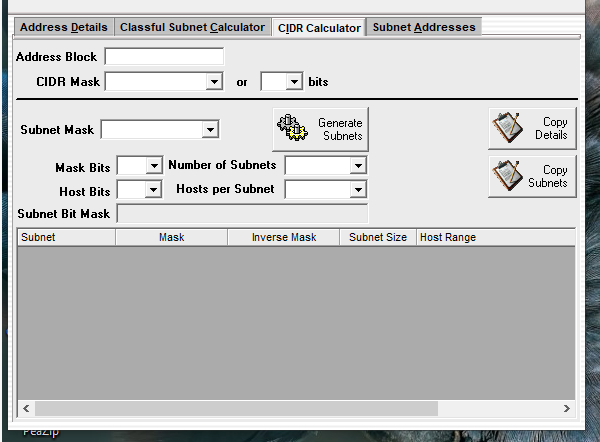 Address Details Classful Subnet Calculator CIDR Calculator Subnet Addresses
Address Block
CIDR Mask or bits
Subnet Mask
Generate
Subnets
Copy
Details
Mask Bits Number of Subnets
Host Bits Hosts per Subnet
Copy
Subnets
Subnet Bit Mask
Subnet Mask Inverse Mask Subnet Size Host Range
PeaZip